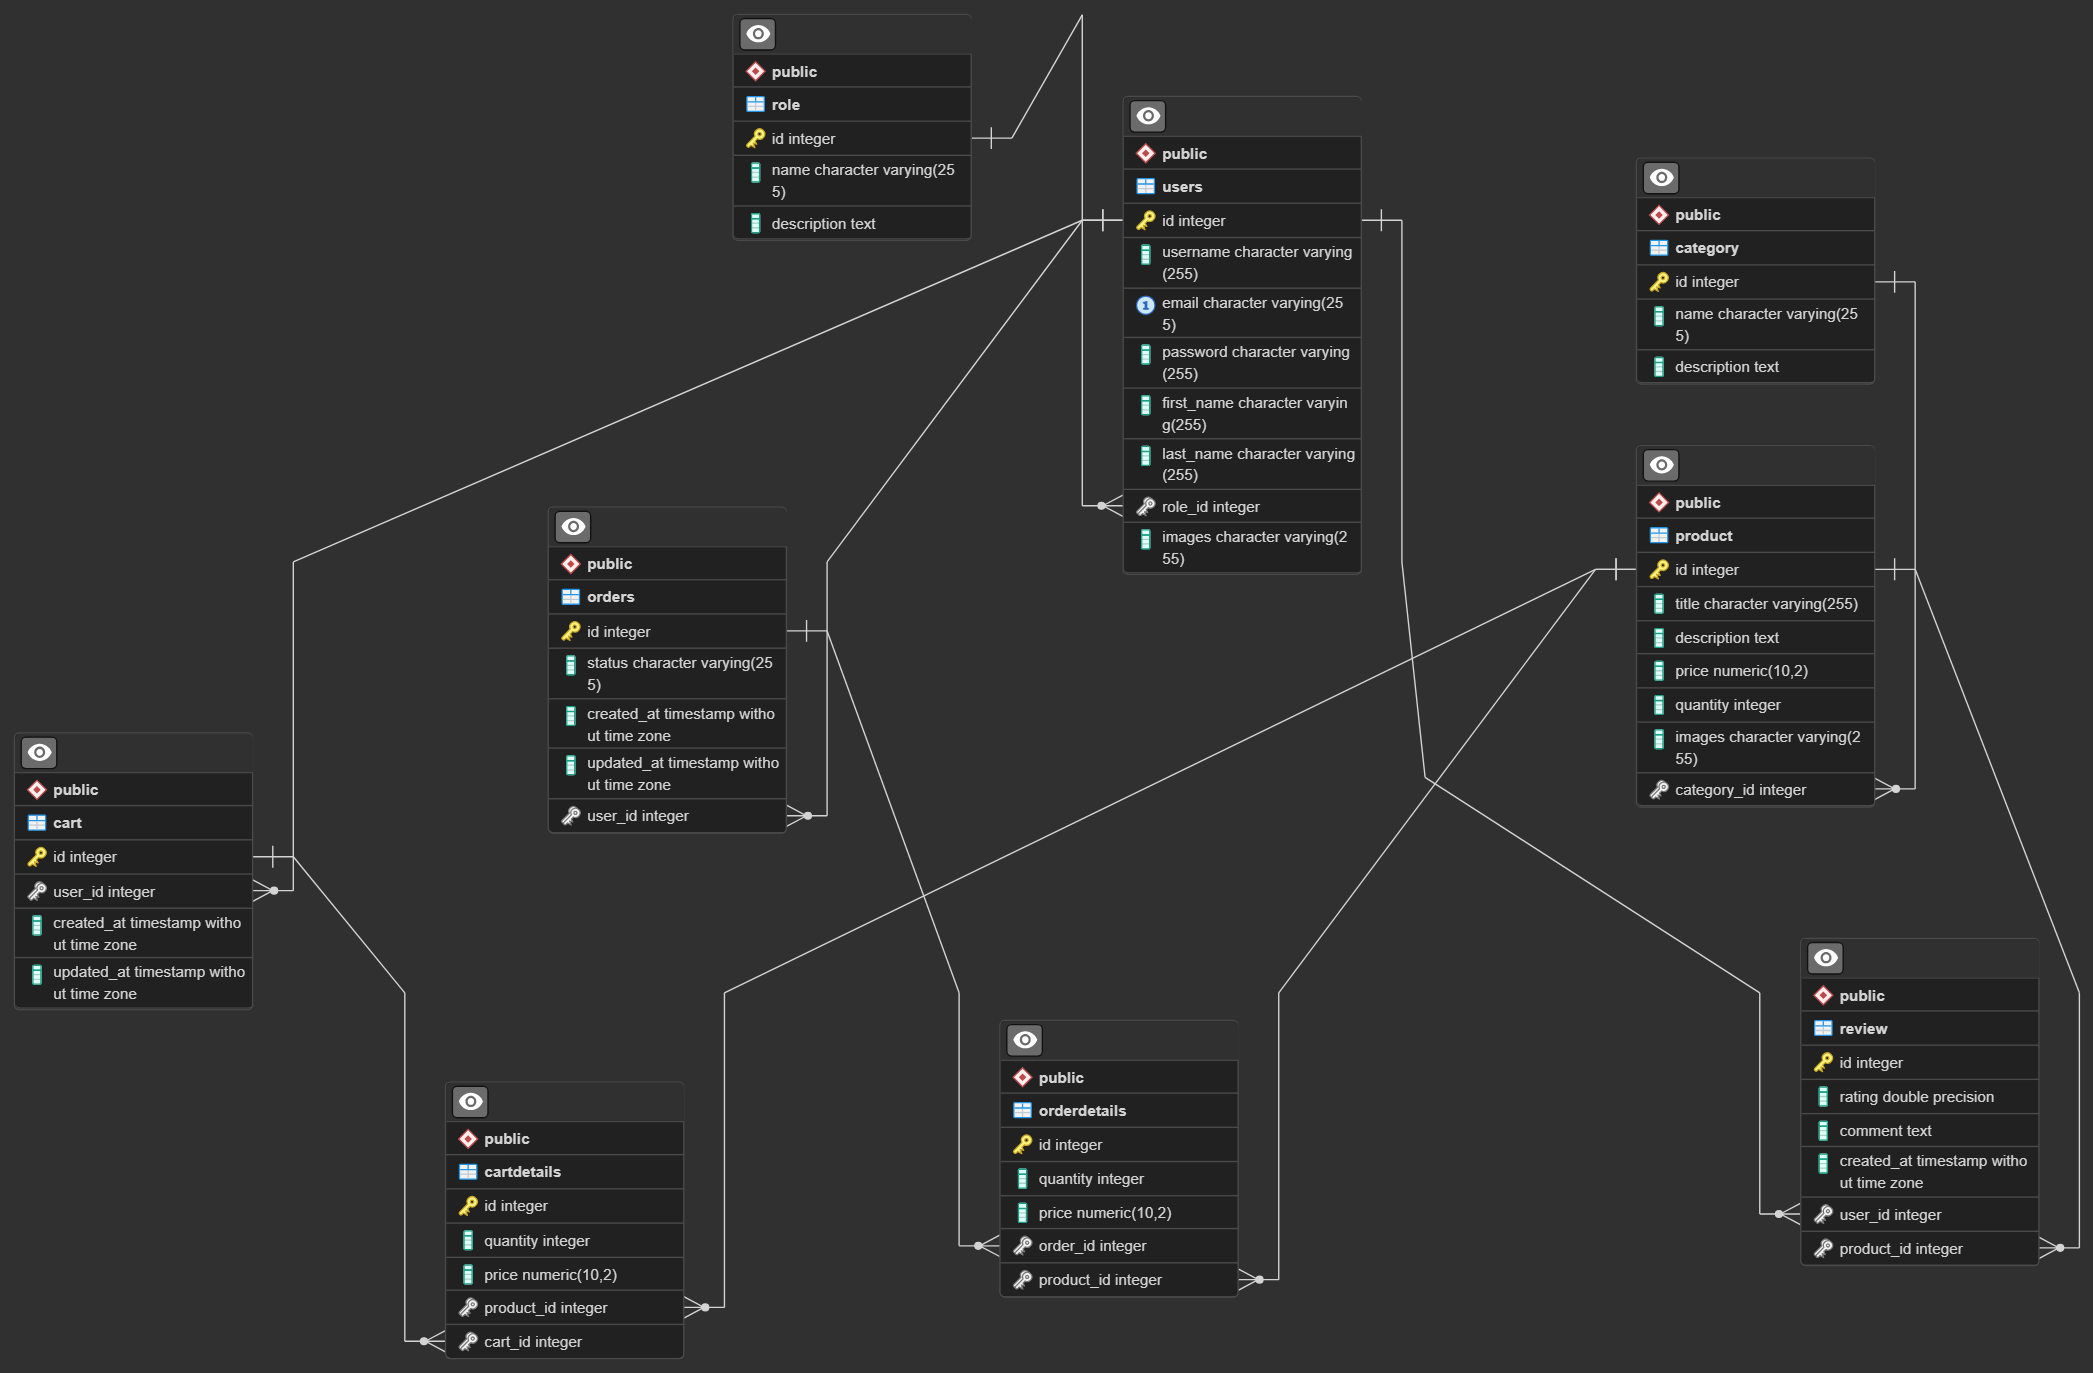 public
role
id integer
name character varying(25
5)
description text
public
users
id integer
username character varying
(255)
1
email character varying(25
5)
password character varying
(255)
first_name character varyin
g(255)
last_name character varying
(255)
role_id integer
images character varying(2
55)
public
category
id integer
name character varying(25
5)
description text
public
product
id integer
title character varying(255)
description text
price numeric(10,2)
quantity integer
images character varying(2
55)
category_id integer
public
orders
id integer
status character varying(25
5)
created_at timestamp witho
ut time zone
updated_at timestamp witho
ut time zone
user_id integer
public
cart
id integer
user_id integer
created_at timestamp witho
ut time zone
updated_at timestamp witho
ut time zone
public
cartdetails
id integer
quantity integer
price numeric(10,2)
product_id integer
cart_id integer
public
orderdetails
id integer
quantity integer
price numeric(10,2)
order_id integer
product_id integer
public
review
id integer
rating double precision
comment text
created_at timestamp witho
ut time zone
user_id integer
product_id integer